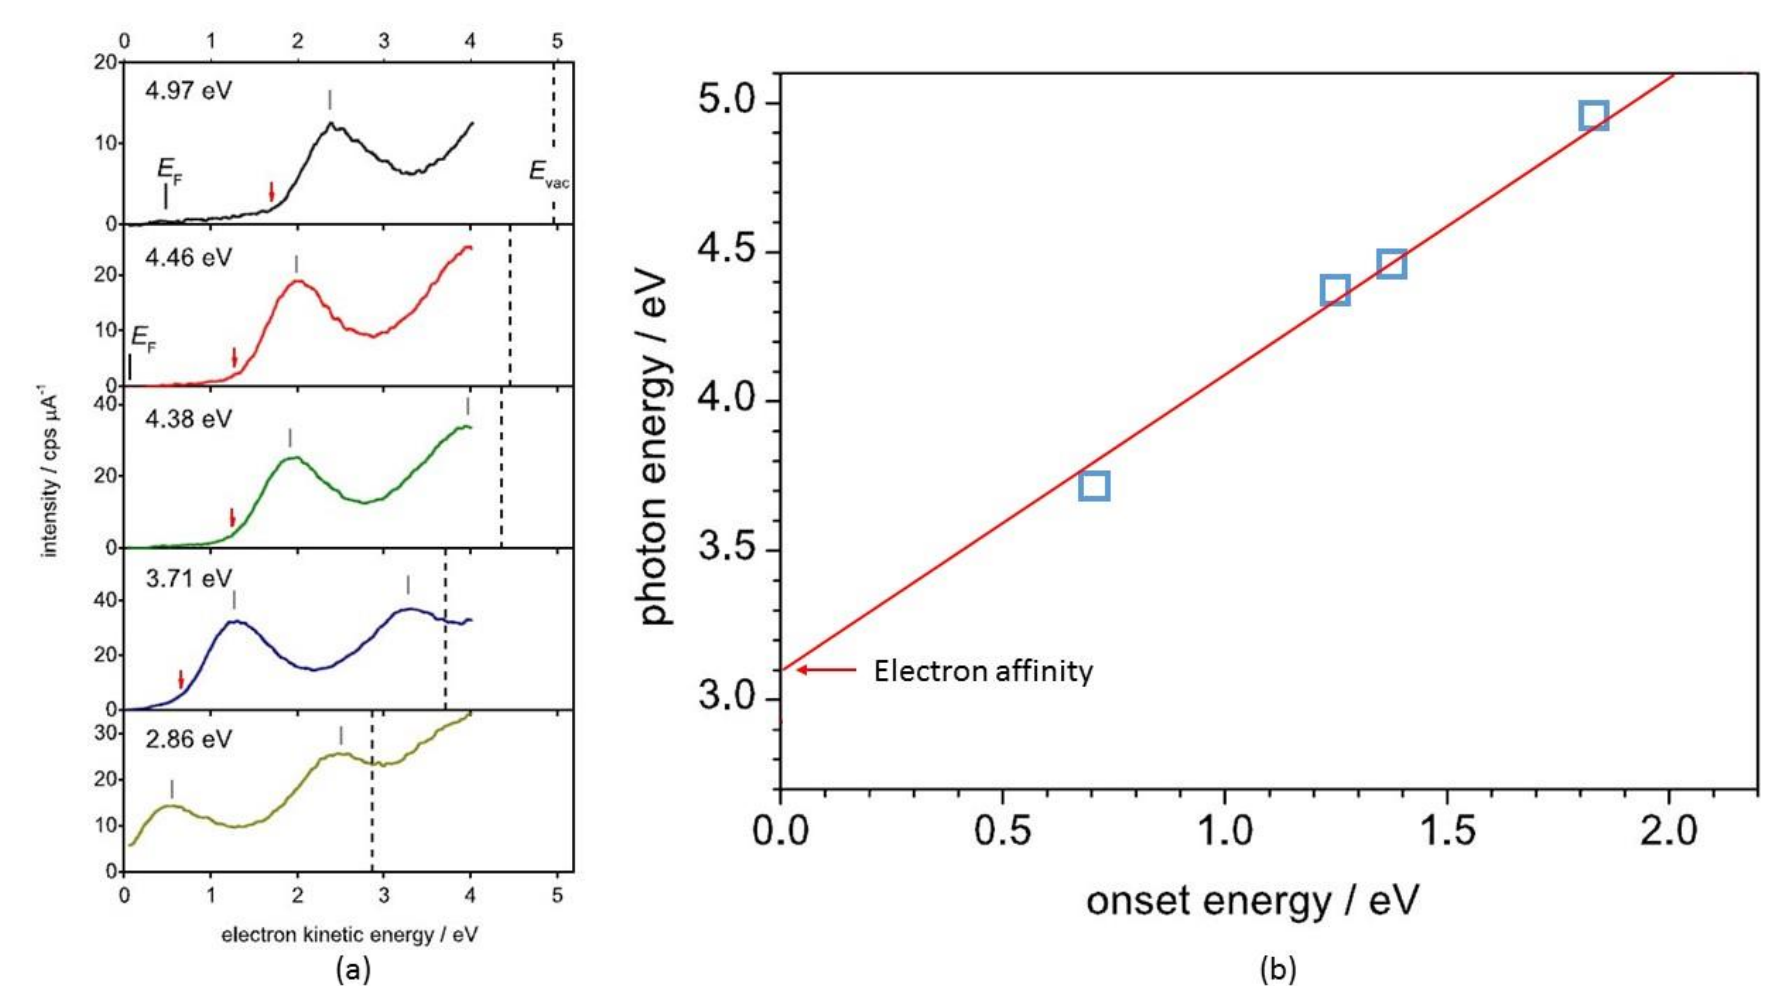 0 1 2 3 4 5
20
4.97 eV
10
E_F
E_vac
0
4.46 eV
20
10
E_F
0
40
4.38 eV
20
0
3.71 eV
40
20
0
30
2.86 eV
20
10
0
0 1 2 3 4 5
intensity / cps μA⁻¹
electron kinetic energy / eV
(a)
5.0
4.5
4.0
3.5
3.0
photon energy / eV
Electron affinity
0.0 0.5 1.0 1.5 2.0
onset energy / eV
(b)